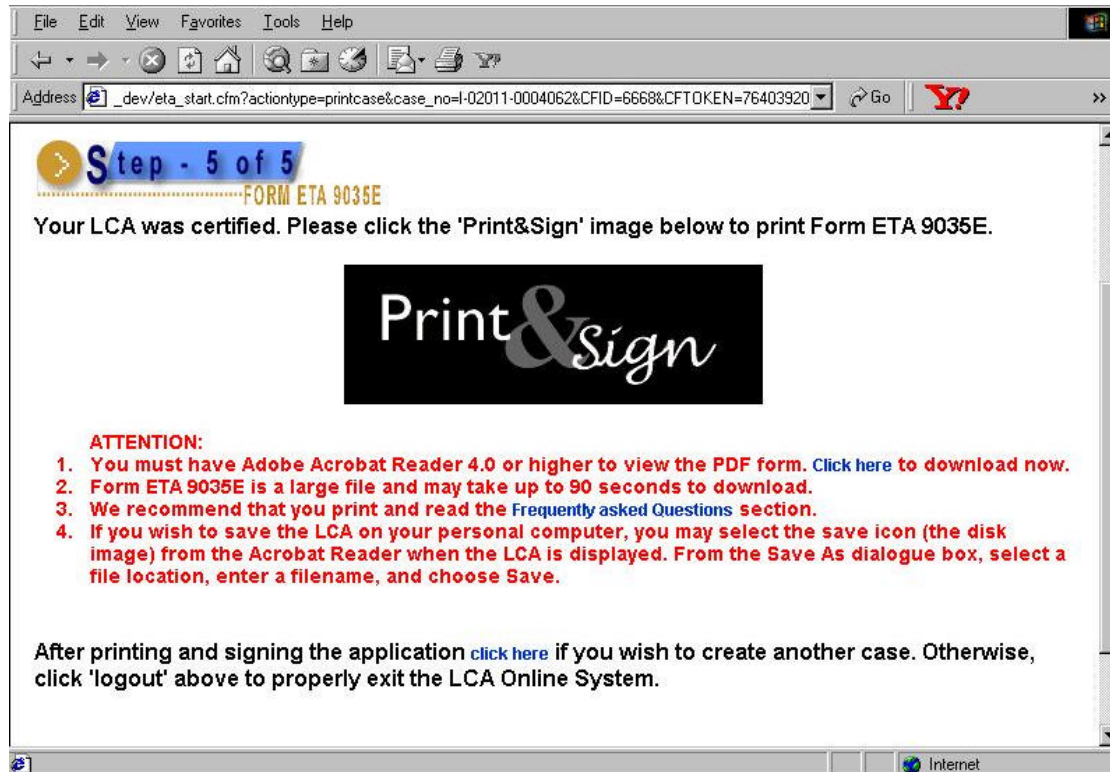 File Edit View Favorites Tools Help
Address _dev/eta_start.cfm?actiontype=printcase&case_no=I-02011-0004062&CFID=6668&CFTOKEN=76403920 Go Y! »
Step - 5 of 5
FORM ETA 9035E
Your LCA was certified. Please click the 'Print&Sign' image below to print Form ETA 9035E.
Print & Sign
ATTENTION:
1. You must have Adobe Acrobat Reader 4.0 or higher to view the PDF form. Click here to download now.
2. Form ETA 9035E is a large file and may take up to 90 seconds to download.
3. We recommend that you print and read the Frequently asked Questions section.
4. If you wish to save the LCA on your personal computer, you may select the save icon (the disk
image) from the Acrobat Reader when the LCA is displayed. From the Save As dialogue box, select a
file location, enter a filename, and choose Save.
After printing and signing the application click here if you wish to create another case. Otherwise,
click 'logout' above to properly exit the LCA Online System.
Internet